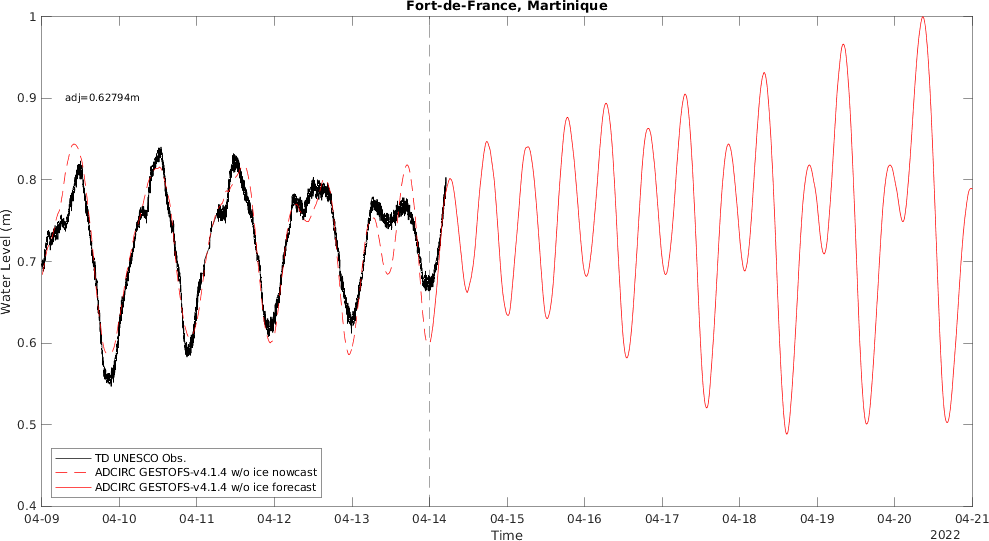 Fort-de-France, Martinique
1
0.9
0.8
0.7
0.6
0.5
0.4
Water Level (m)
adj=0.62794m
TD UNESCO Obs.
ADCIRC GESTOFS-v4.1.4 w/o ice nowcast
ADCIRC GESTOFS-v4.1.4 w/o ice forecast
04-09 04-10 04-11 04-12 04-13 04-14 04-15 04-16 04-17 04-18 04-19 04-20 04-21
Time
2022